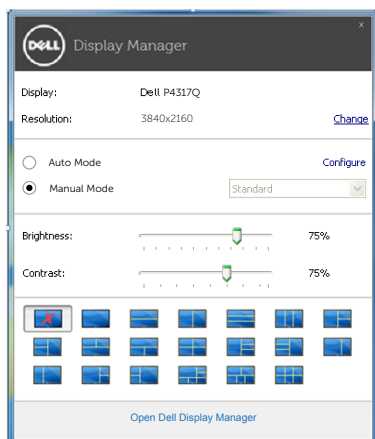 DELL Display Manager x
Display: Dell P4317Q
Resolution: 3840x2160 Change
Auto Mode Configure
Manual Mode Standard
Brightness: 75%
Contrast: 75%
Open Dell Display Manager